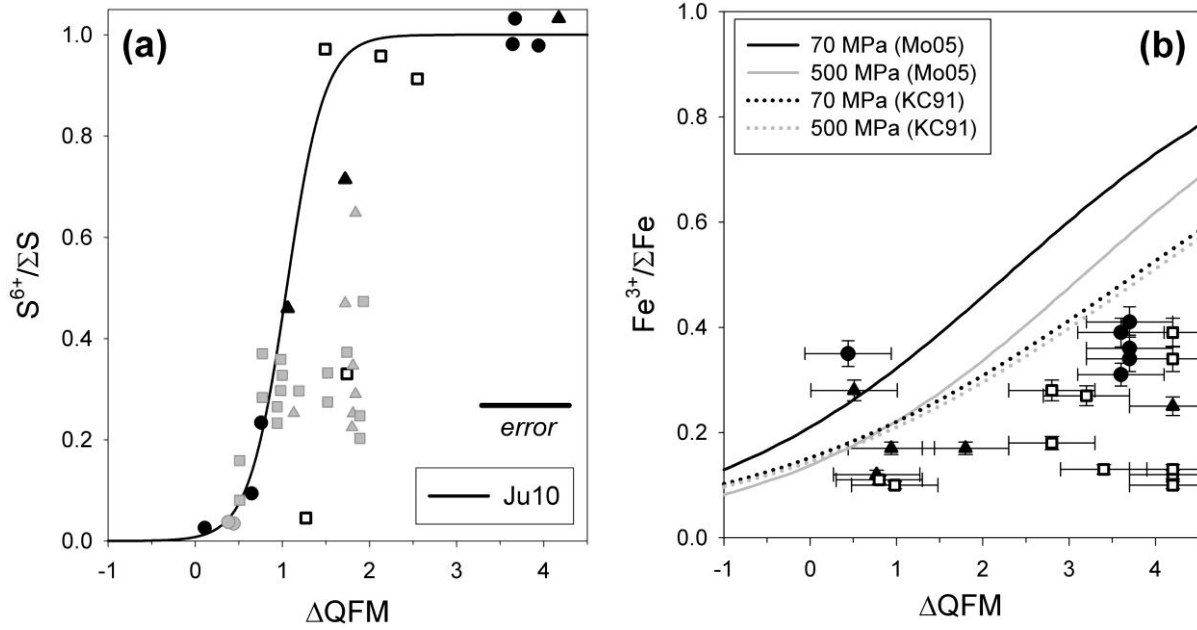 (a)
S⁶⁺/ΣS
1.0
0.8
0.6
0.4
0.2
0.0
error
Ju10
-1 0 1 2 3 4
ΔQFM
(b)
70 MPa (Mo05)
500 MPa (Mo05)
70 MPa (KC91)
500 MPa (KC91)
Fe³⁺/ΣFe
1.0
0.8
0.6
0.4
0.2
0.0
-1 0 1 2 3 4
ΔQFM